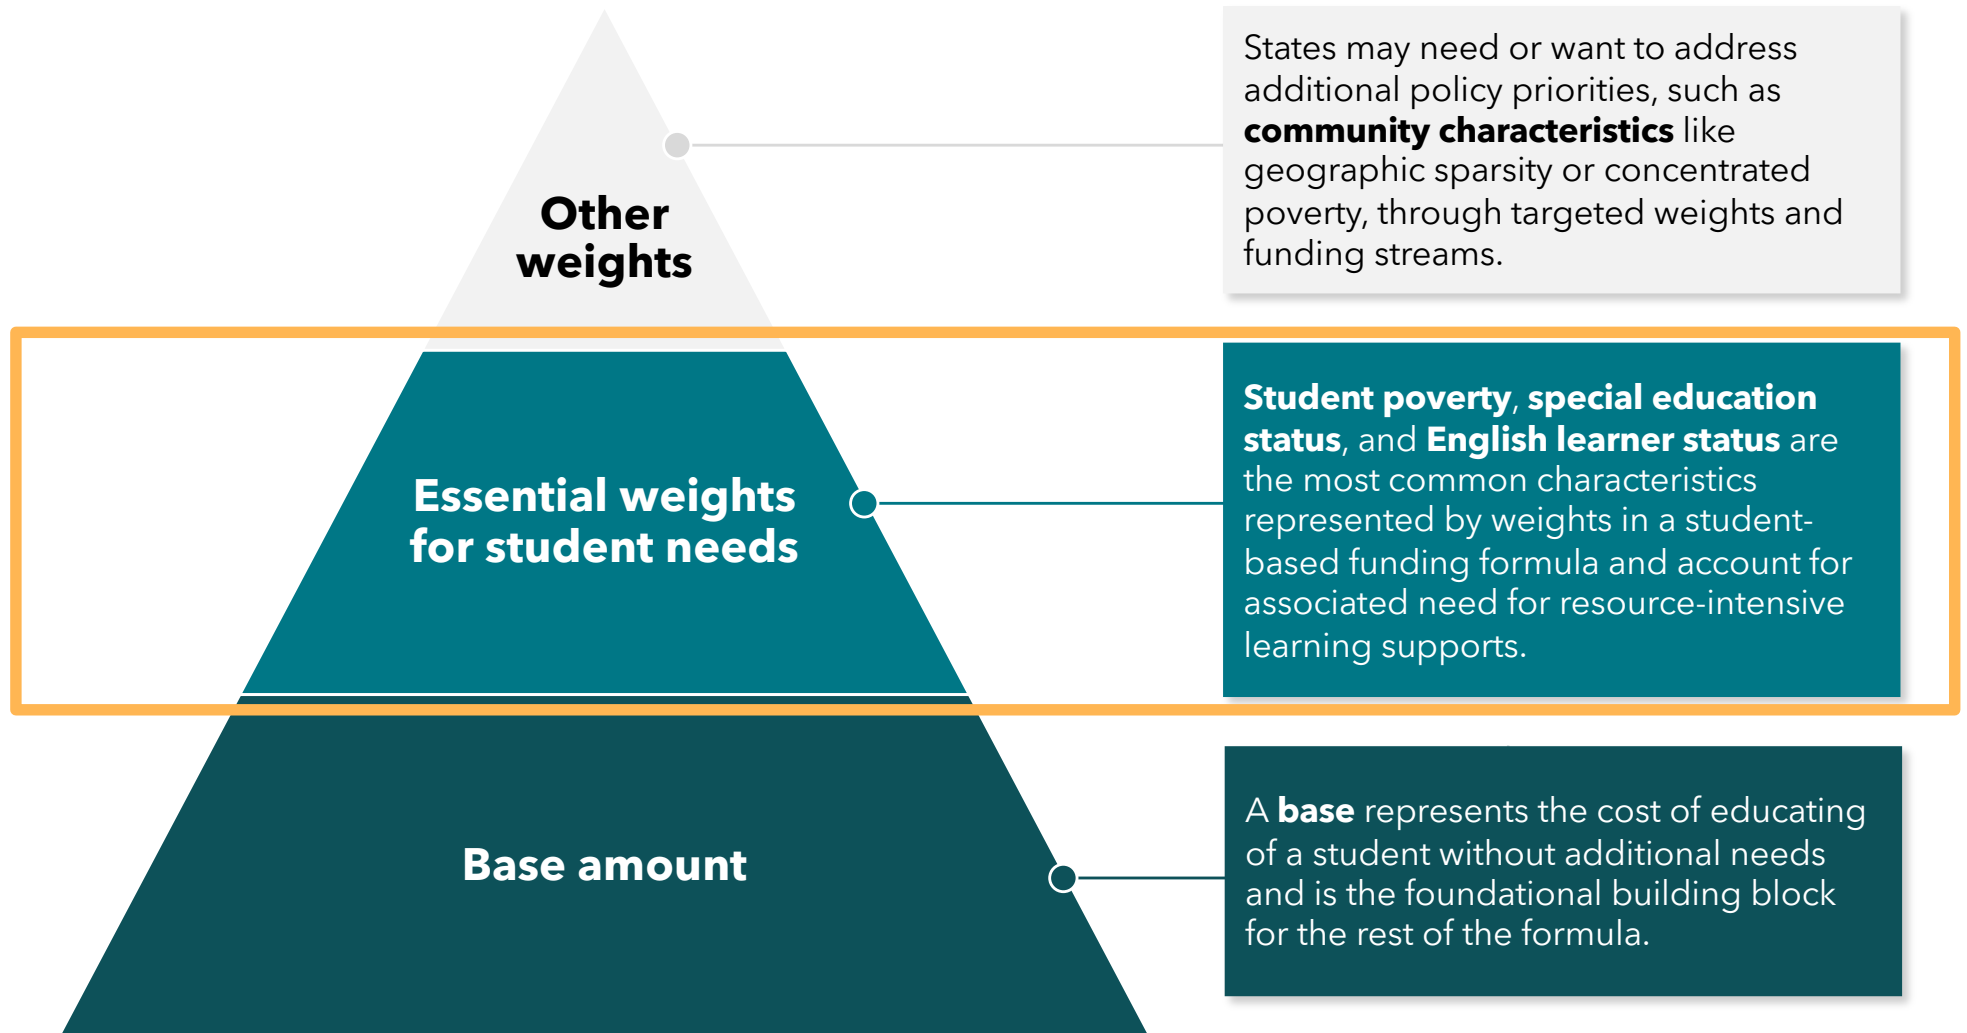 Other
weights
States may need or want to address
additional policy priorities, such as
community characteristics like
geographic sparsity or concentrated
poverty, through targeted weights and
funding streams.
Essential weights
for student needs
Student poverty, special education
status, and English learner status are
the most common characteristics
represented by weights in a student-
based funding formula and account for
associated need for resource-intensive
learning supports.
Base amount
A base represents the cost of educating
of a student without additional needs
and is the foundational building block
for the rest of the formula.